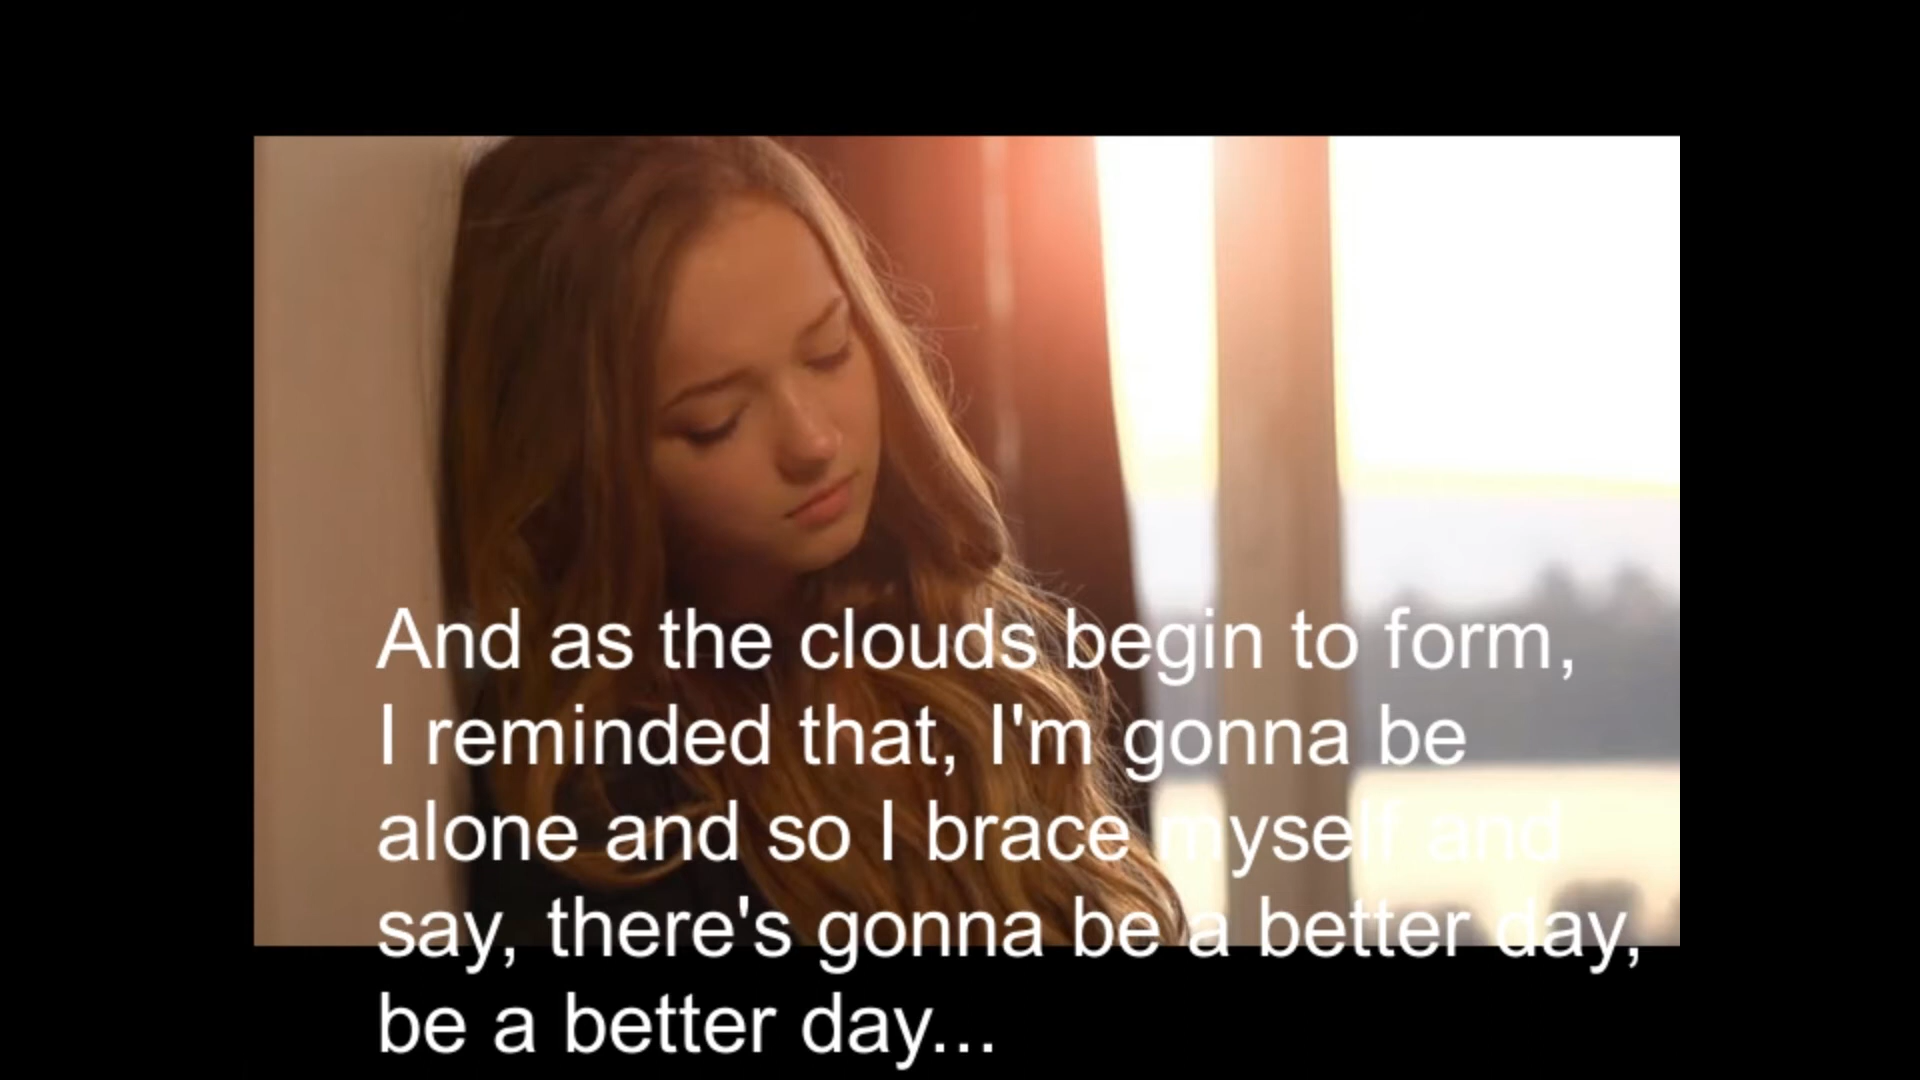 And as the clouds begin to form,
I reminded that, I'm gonna be
alone and so I brace myself and
say, there's gonna be a better day,
be a better day...